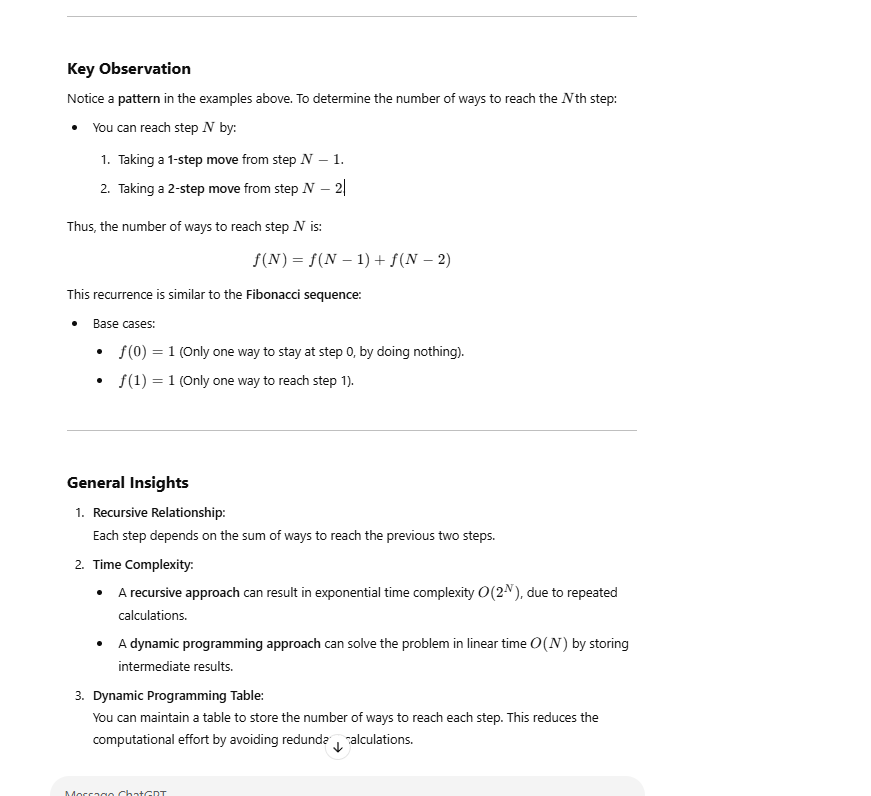 Key Observation
Notice a pattern in the examples above. To determine the number of ways to reach the Nth step:
• You can reach step N by:
1. Taking a 1-step move from step N − 1.
2. Taking a 2-step move from step N − 2
Thus, the number of ways to reach step N is:
f(N) = f(N − 1) + f(N − 2)
This recurrence is similar to the Fibonacci sequence:
• Base cases:
• f(0) = 1 (Only one way to stay at step 0, by doing nothing).
• f(1) = 1 (Only one way to reach step 1).
General Insights
1. Recursive Relationship:
Each step depends on the sum of ways to reach the previous two steps.
2. Time Complexity:
• A recursive approach can result in exponential time complexity O(2^N), due to repeated
calculations.
• A dynamic programming approach can solve the problem in linear time O(N) by storing
intermediate results.
3. Dynamic Programming Table:
You can maintain a table to store the number of ways to reach each step. This reduces the
computational effort by avoiding redunda alculations.
Message ChatGPT